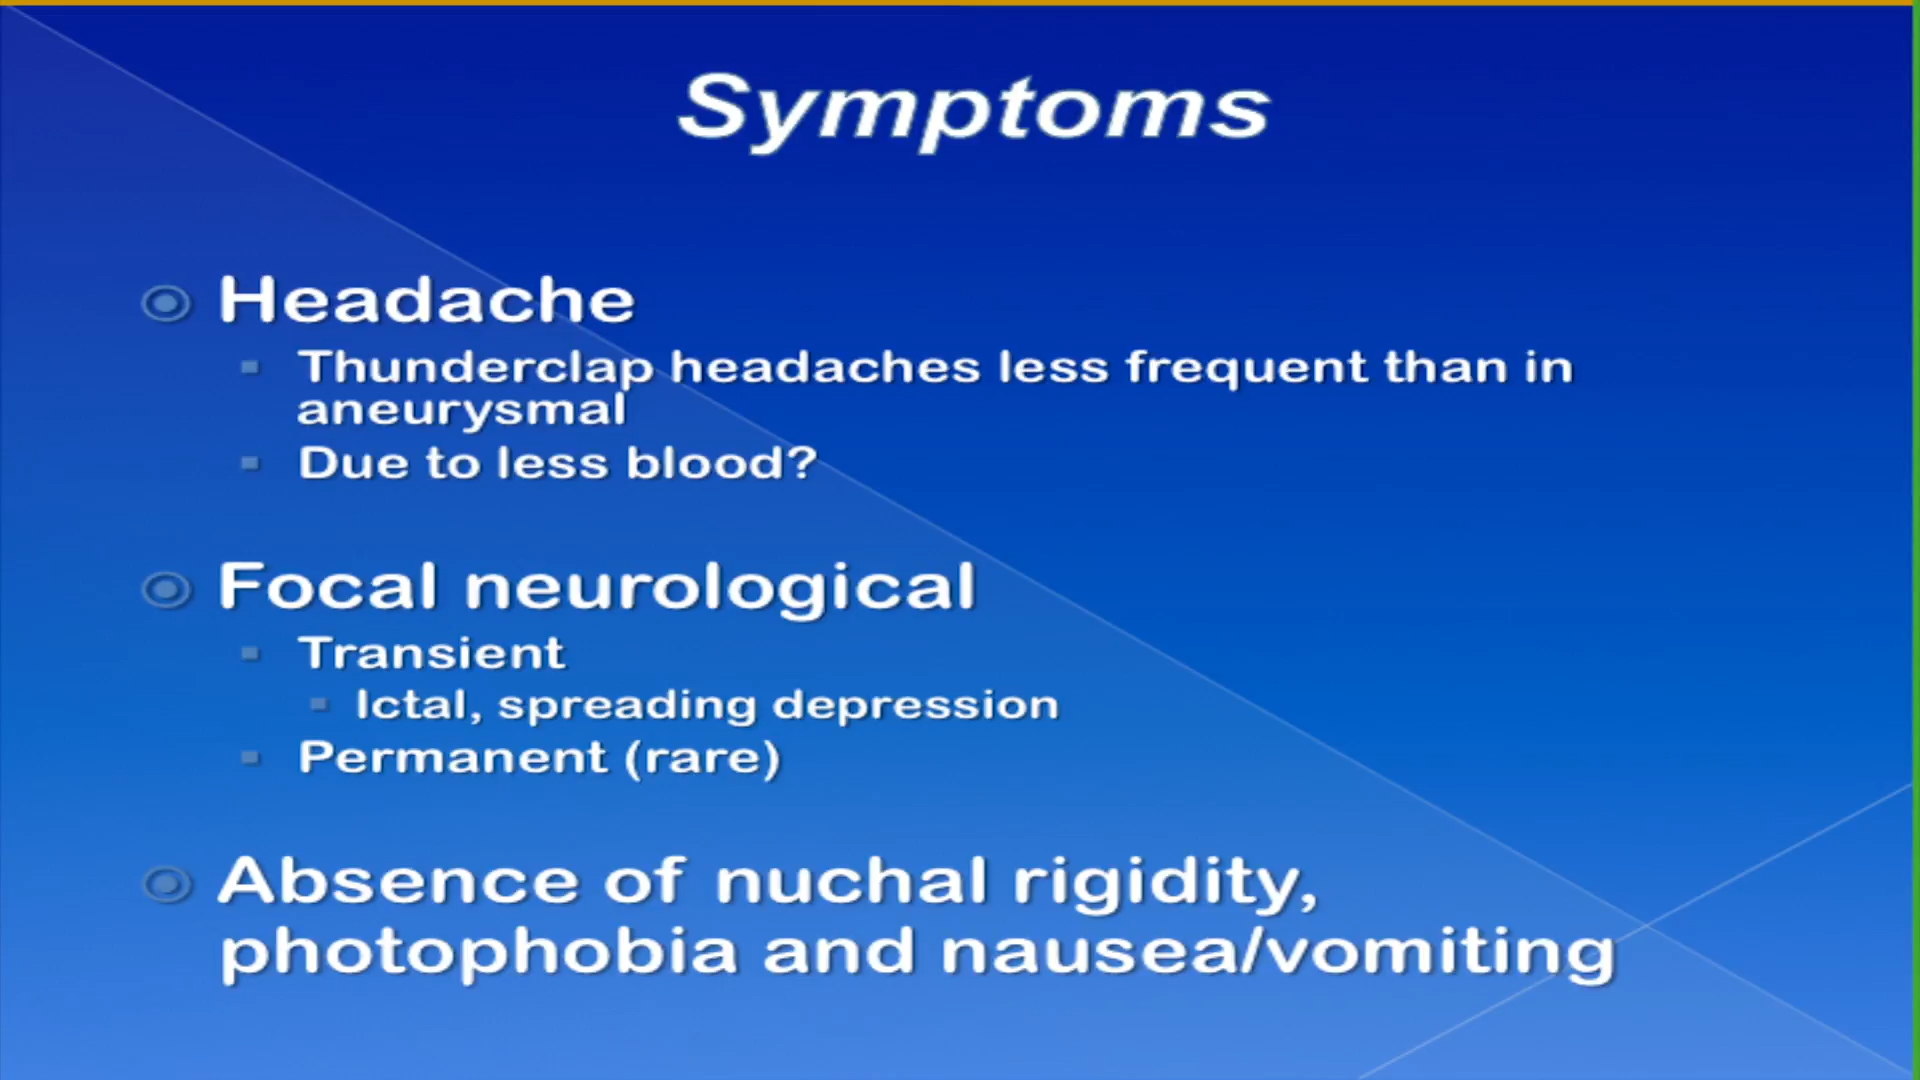 Symptoms
Headache
Thunderclap headaches less frequent than in
aneurysmal
Due to less blood?
Focal neurological
Transient
Ictal, spreading depression
Permanent (rare)
Absence of nuchal rigidity,
photophobia and nausea/vomiting